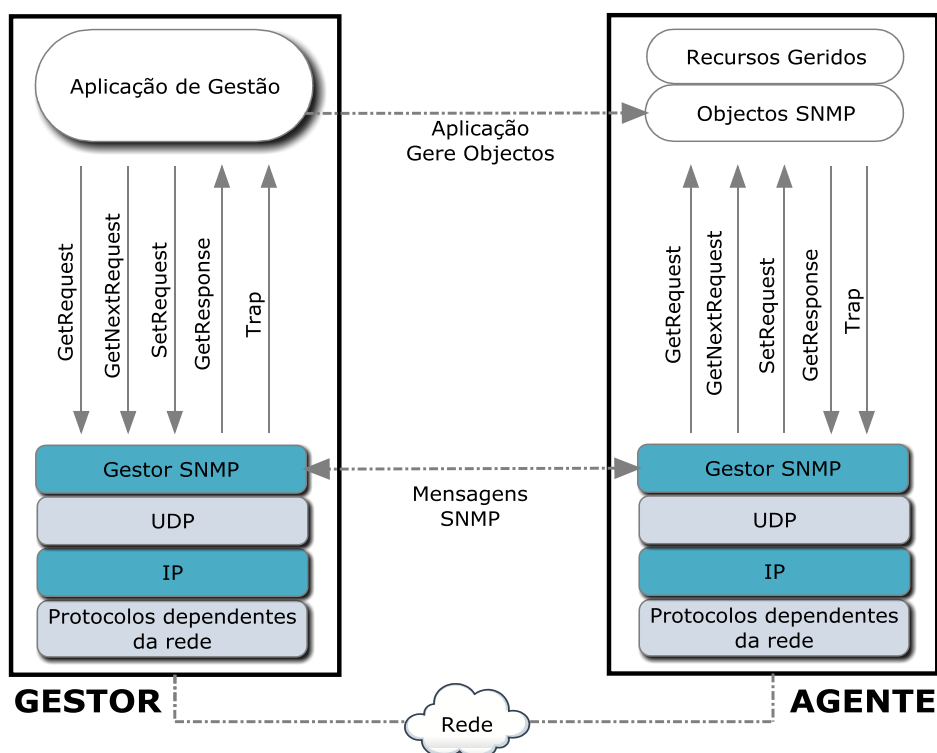 Aplicação de Gestão
Recursos Geridos
Objectos SNMP
Aplicação
Gere Objectos
GetRequest
GetNextRequest
SetRequest
GetResponse
Trap
GetRequest
GetNextRequest
SetRequest
GetResponse
Trap
Gestor SNMP
UDP
IP
Protocolos dependentes
da rede
Mensagens
SNMP
Gestor SNMP
UDP
IP
Protocolos dependentes
da rede
GESTOR
Rede
AGENTE